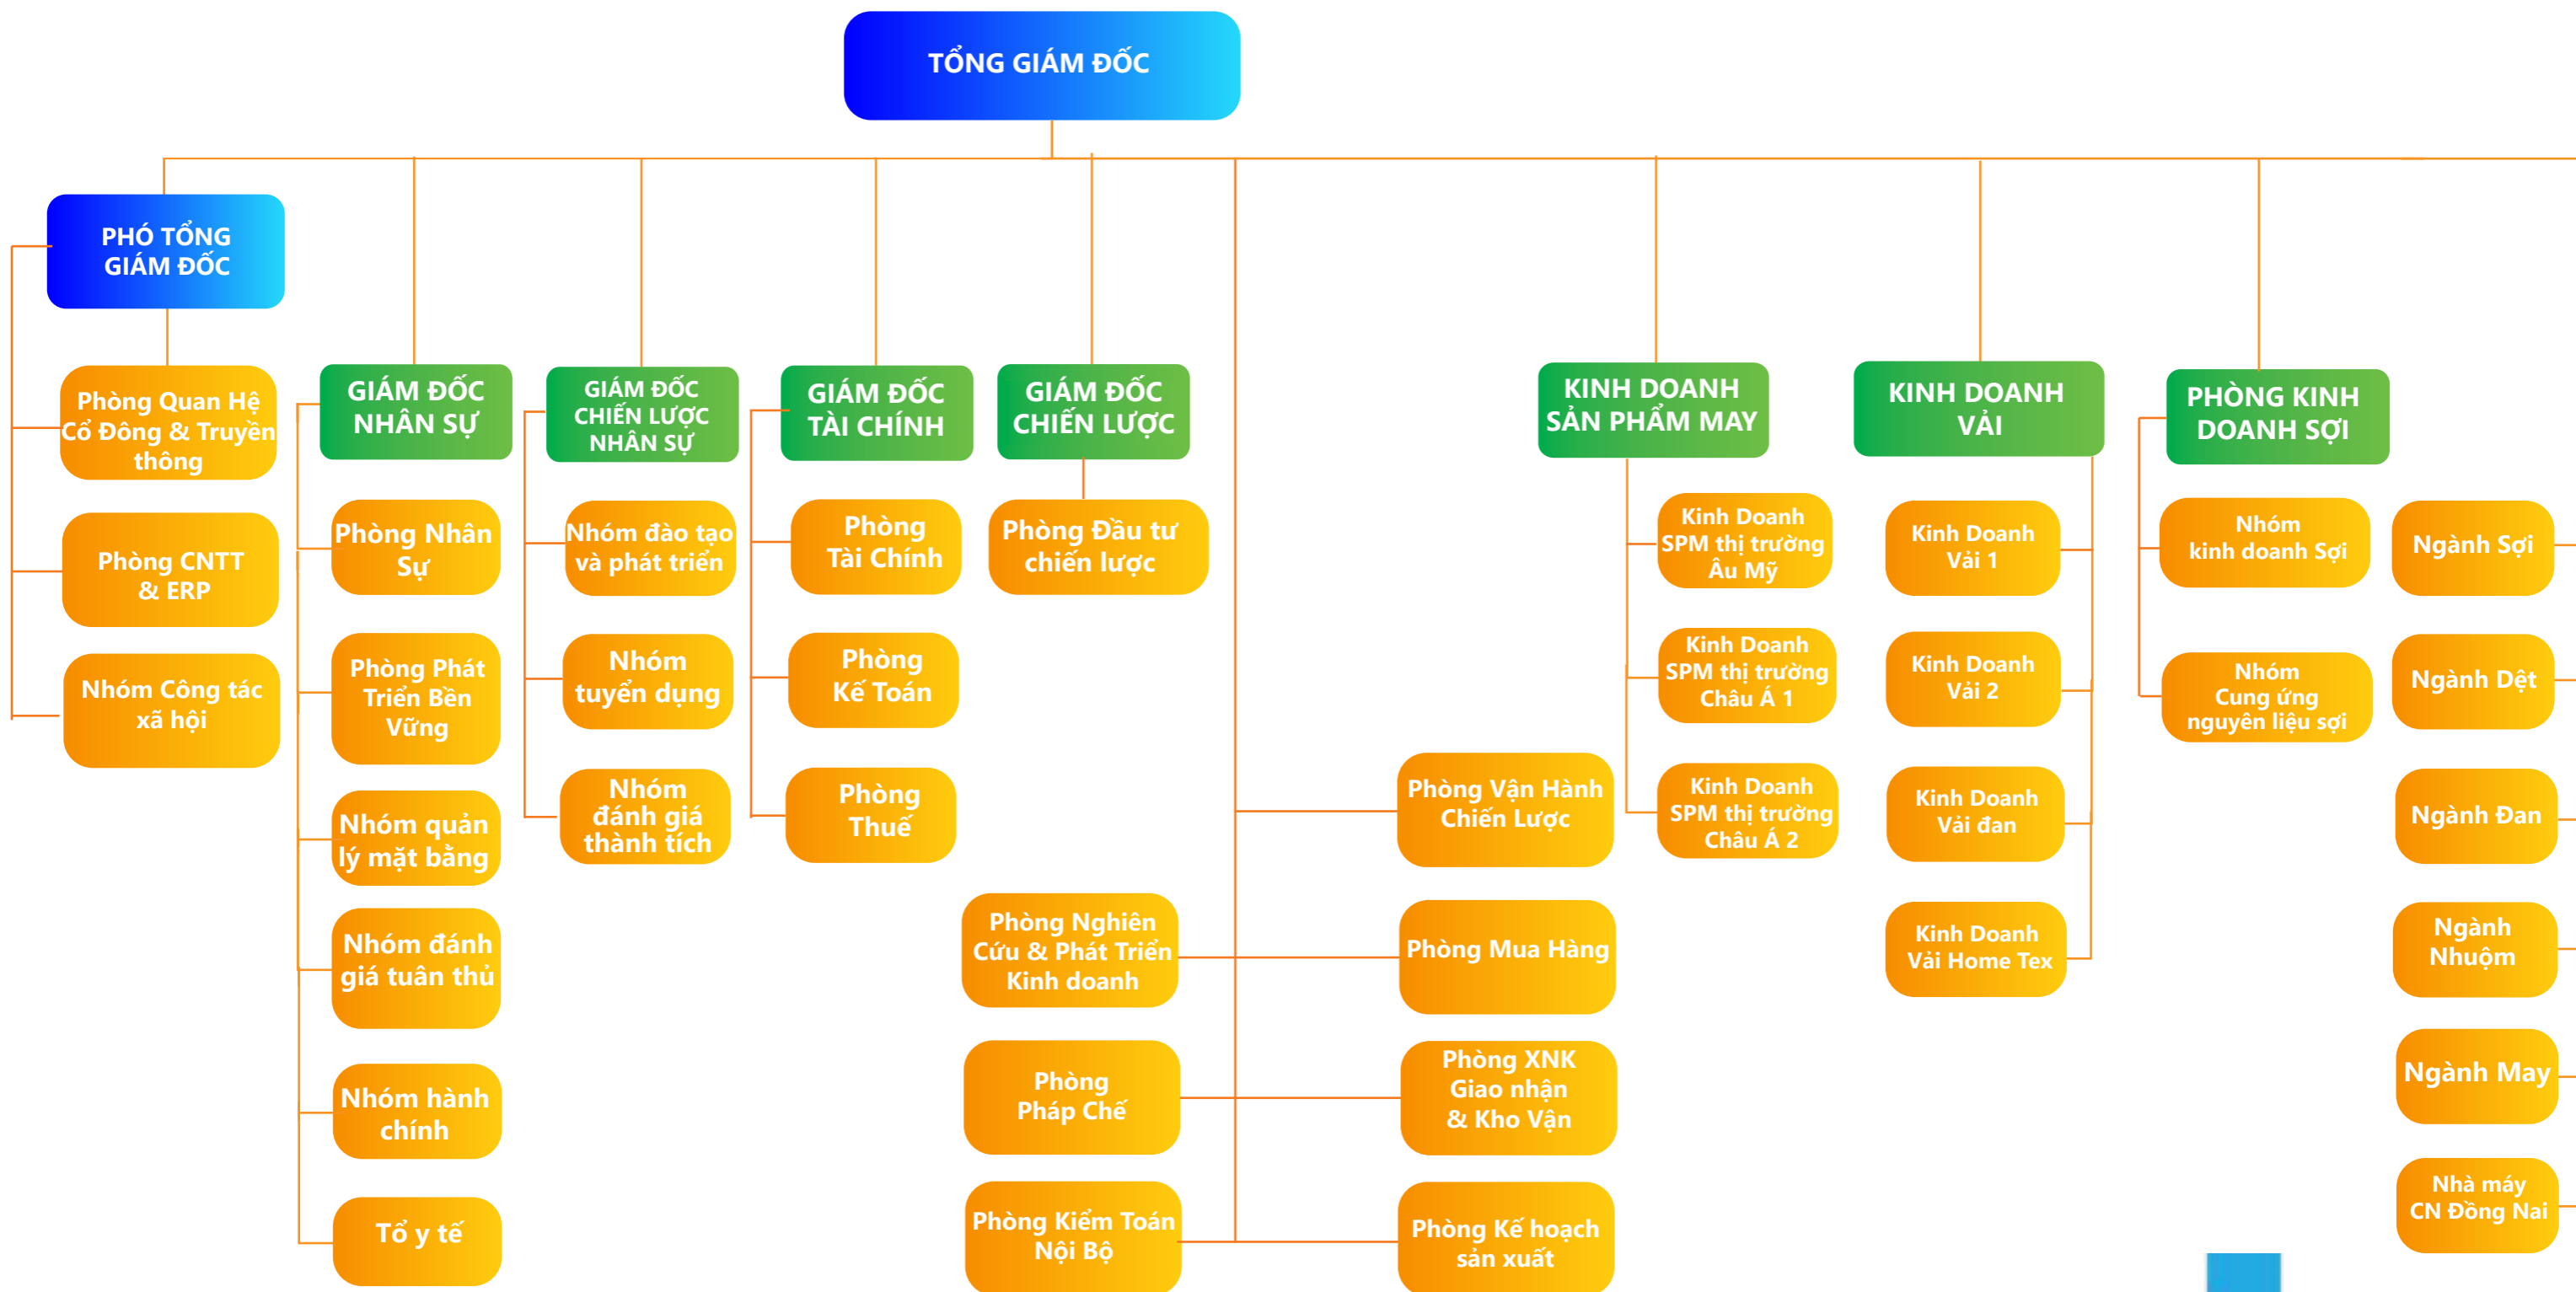 TỔNG GIÁM ĐỐC
PHÓ TỔNG
GIÁM ĐỐC
Phòng Quan Hệ
Cổ Đông & Truyền
thông
Phòng CNTT
& ERP
Nhóm Công tác
xã hội
GIÁM ĐỐC
NHÂN SỰ
Phòng Nhân
Sự
Phòng Phát
Triển Bền
Vững
Nhóm quản
lý mặt bằng
Nhóm đánh
giá tuân thủ
Nhóm hành
chính
Tổ y tế
GIÁM ĐỐC
CHIẾN LƯỢC
NHÂN SỰ
Nhóm đào tạo
và phát triển
Nhóm
tuyển dụng
Nhóm
đánh giá
thành tích
GIÁM ĐỐC
TÀI CHÍNH
Phòng
Tài Chính
Phòng
Kế Toán
Phòng
Thuế
GIÁM ĐỐC
CHIẾN LƯỢC
Phòng Đầu tư
chiến lược
Phòng Nghiên
Cứu & Phát Triển
Kinh doanh
Phòng
Pháp Chế
Phòng Kiểm Toán
Nội Bộ
Phòng Vận Hành
Chiến Lược
Phòng Mua Hàng
Phòng XNK
Giao nhận
& Kho Vận
Phòng Kế hoạch
sản xuất
KINH DOANH
SẢN PHẨM MAY
Kinh Doanh
SPM thị trường
Âu Mỹ
Kinh Doanh
SPM thị trường
Châu Á 1
Kinh Doanh
SPM thị trường
Châu Á 2
KINH DOANH
VẢI
Kinh Doanh
Vải 1
Kinh Doanh
Vải 2
Kinh Doanh
Vải đan
Kinh Doanh
Vải Home Tex
PHÒNG KINH
DOANH SỢI
Nhóm
kinh doanh Sợi
Nhóm
Cung ứng
nguyên liệu sợi
Ngành Sợi
Ngành Dệt
Ngành Đan
Ngành
Nhuộm
Ngành May
Nhà máy
CN Đồng Nai